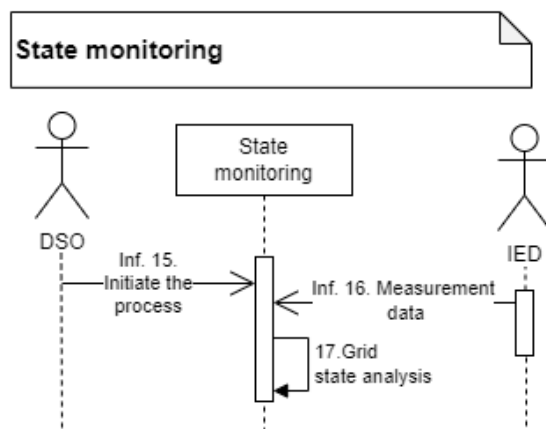 State monitoring
State
monitoring
DSO
IED
Inf. 15.
Initiate the
process
Inf. 16. Measurement
data
17.Grid
state analysis